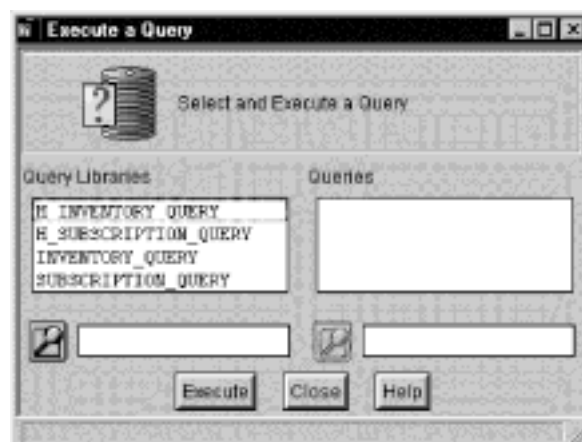 Execute a Query
?
Select and Execute a Query
Query Libraries
Queries
H_INVENTORY_QUERY
H_SUBSCRIPTION_QUERY
INVENTORY_QUERY
SUBSCRIPTION_QUERY
Execute Close Help